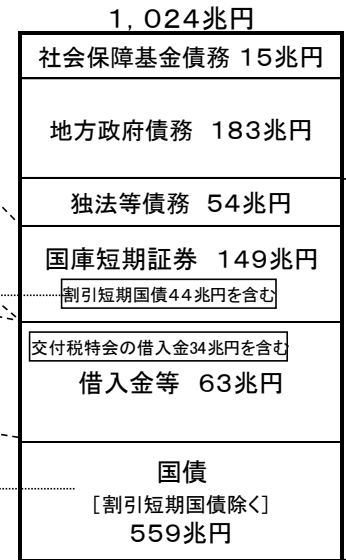 1,024兆円
社会保障基金債務 15兆円
地方政府債務 183兆円
独法等債務 54兆円
国庫短期証券 149兆円
割引短期国債44兆円を含む
交付税特会の借入金34兆円を含む
借入金等 63兆円
国債
[割引短期国債除く]
559兆円